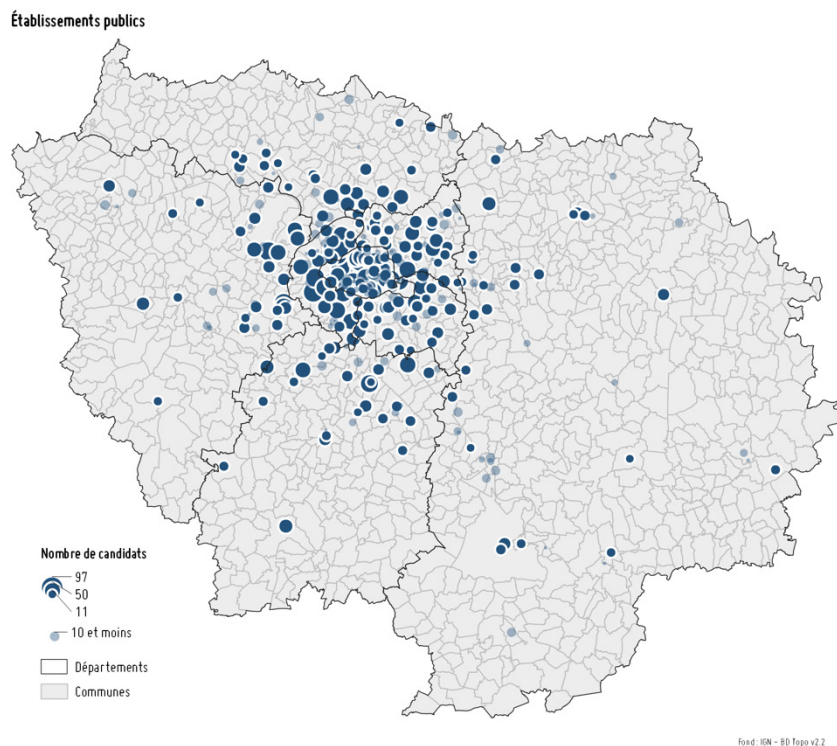 Établissements publics
Nombre de candidats
97
50
11
10 et moins
Départements
Communes
Fond : IGN - BD Topo v2.2